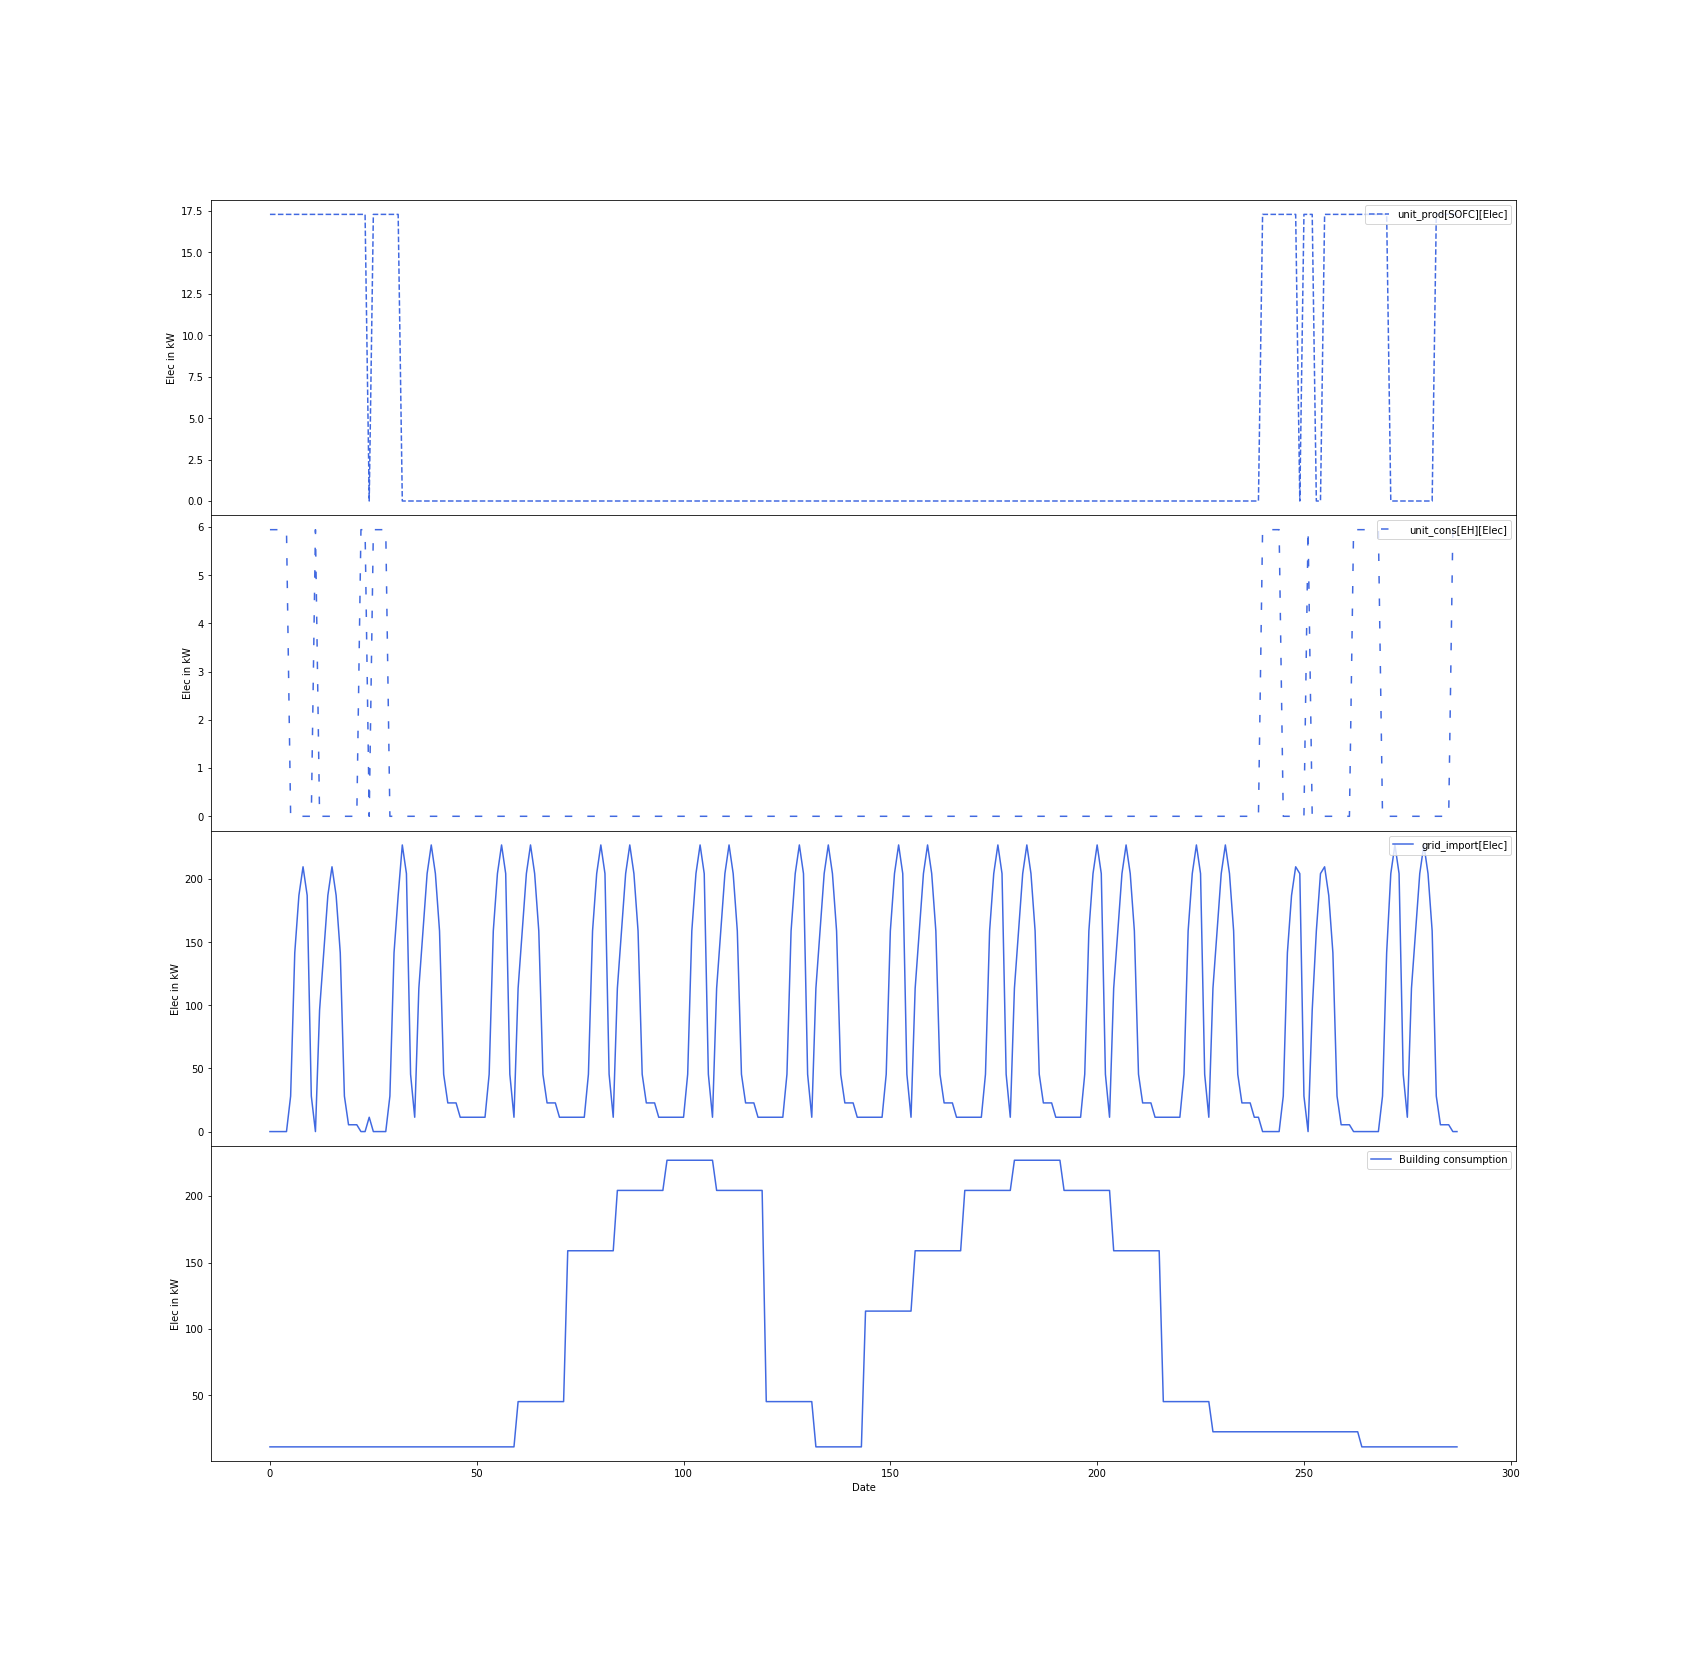 unit_prod[SOFC][Elec]
17.5
15.0
12.5
10.0
7.5
5.0
2.5
0.0
Elec in kW
unit_cons[EH][Elec]
6
5
4
3
2
1
0
Elec in kW
grid_import[Elec]
200
150
100
50
0
Elec in kW
Building consumption
200
150
100
50
Elec in kW
0 50 100 150 200 250 300
Date